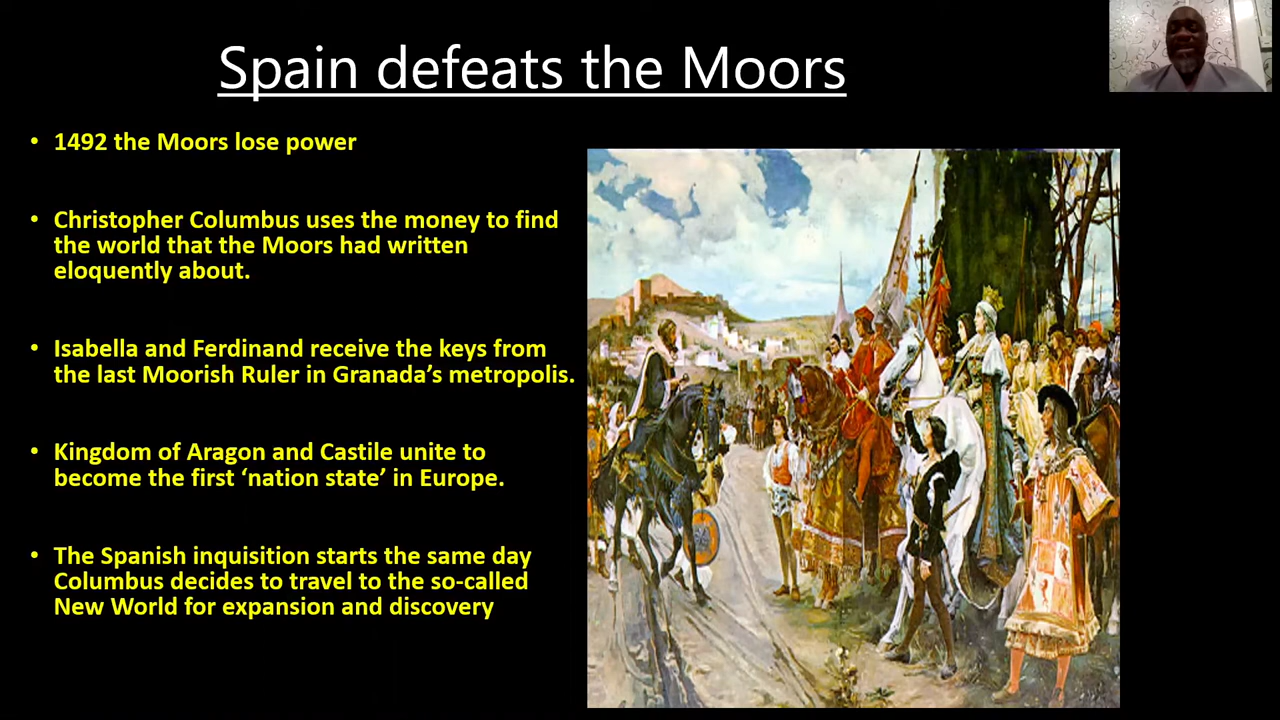 Spain defeats the Moors
• 1492 the Moors lose power
• Christopher Columbus uses the money to find
the world that the Moors had written
eloquently about.
• Isabella and Ferdinand receive the keys from
the last Moorish Ruler in Granada’s metropolis.
• Kingdom of Aragon and Castile unite to
become the first ‘nation state’ in Europe.
• The Spanish inquisition starts the same day
Columbus decides to travel to the so-called
New World for expansion and discovery